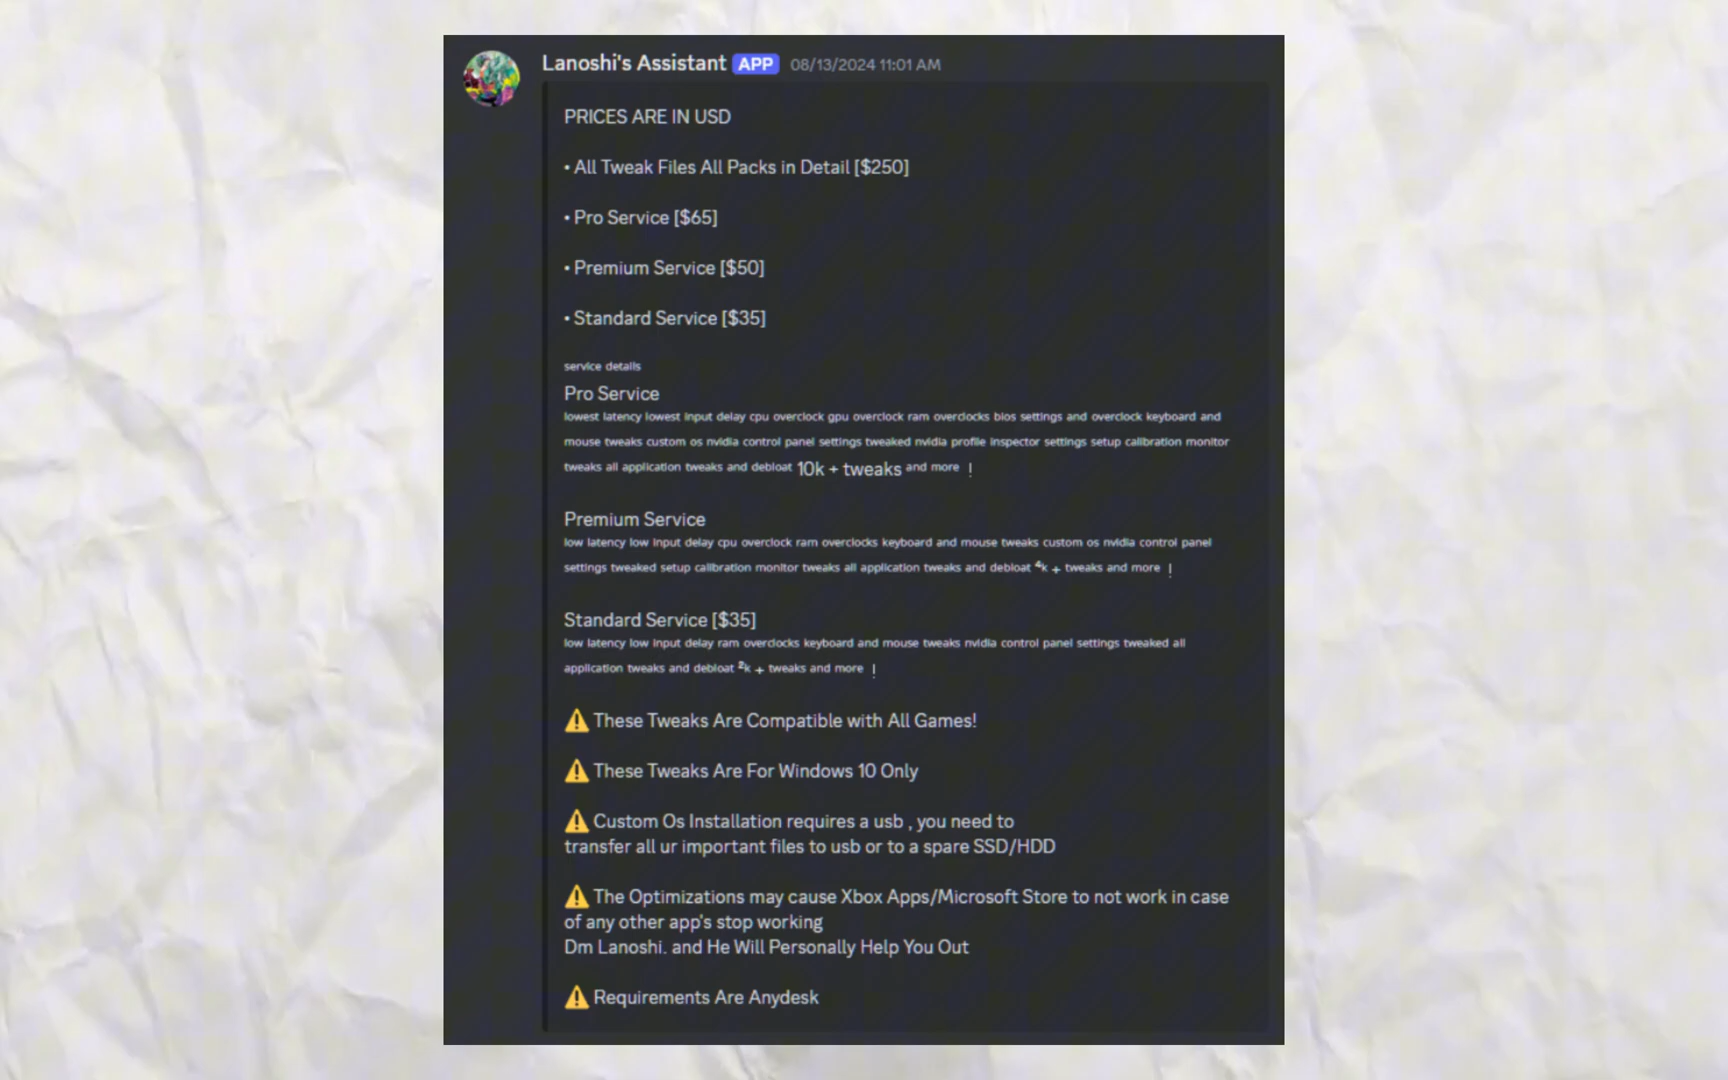 Lanoshi's Assistant APP 08/13/2024 11:01 AM
PRICES ARE IN USD
• All Tweak Files All Packs in Detail [$250]
• Pro Service [$65]
• Premium Service [$50]
• Standard Service [$35]
service details
Pro Service
lowest latency lowest input delay cpu overclock gpu overclock ram overclocks bios settings and overclock keyboard and
mouse tweaks custom os nvidia control panel settings tweaked nvidia profile inspector settings setup calibration monitor
tweaks all application tweaks and debloat 10k + tweaks and more !
Premium Service
low latency low input delay cpu overclock ram overclocks keyboard and mouse tweaks custom os nvidia control panel
settings tweaked setup calibration monitor tweaks all application tweaks and debloat ⁴k + tweaks and more !
Standard Service [$35]
low latency low input delay ram overclocks keyboard and mouse tweaks nvidia control panel settings tweaked all
application tweaks and debloat ²k + tweaks and more !
⚠️ These Tweaks Are Compatible with All Games!
⚠️ These Tweaks Are For Windows 10 Only
⚠️ Custom Os Installation requires a usb , you need to
transfer all ur important files to usb or to a spare SSD/HDD
⚠️ The Optimizations may cause Xbox Apps/Microsoft Store to not work in case
of any other app's stop working
Dm Lanoshi. and He Will Personally Help You Out
⚠️ Requirements Are Anydesk